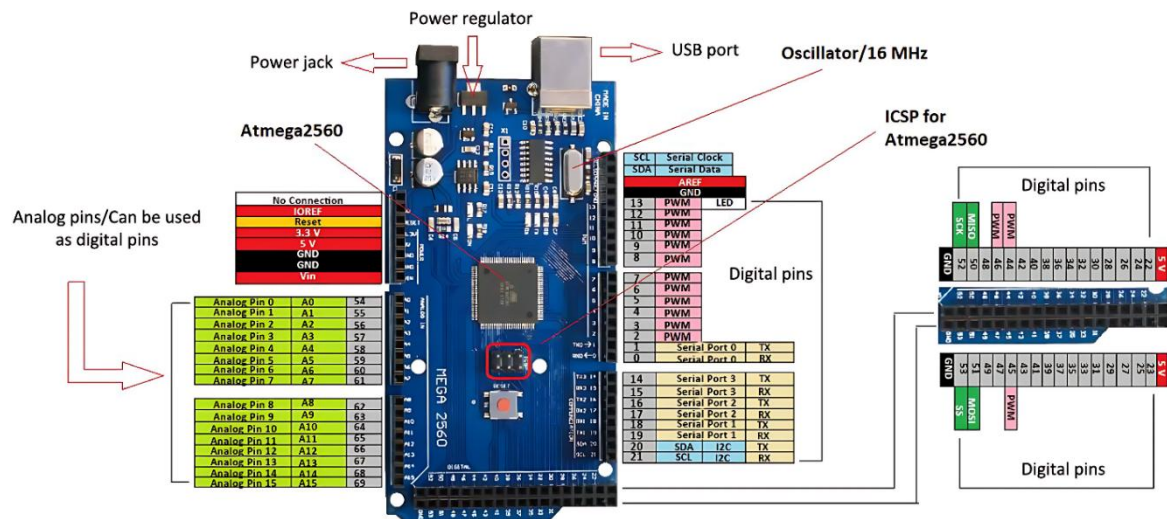 Power regulator
Power jack
USB port
Oscillator/16 MHz
ICSP for
Atmega2560
Atmega2560
Analog pins/Can be used
as digital pins
No Connection
IOREF
Reset
3.3 V
5 V
GND
GND
Vin
Analog Pin 0 A0 54
Analog Pin 1 A1 55
Analog Pin 2 A2 56
Analog Pin 3 A3 57
Analog Pin 4 A4 58
Analog Pin 5 A5 59
Analog Pin 6 A6 60
Analog Pin 7 A7 61
Analog Pin 8 A8 62
Analog Pin 9 A9 63
Analog Pin 10 A10 64
Analog Pin 11 A11 65
Analog Pin 12 A12 66
Analog Pin 13 A13 67
Analog Pin 14 A14 68
Analog Pin 15 A15 69
MADE IN
CHINA
X1
RESET
MEGA 2560
COMMUNICATION
DIGITAL
SCL Serial Clock
SDA Serial Data
AREF
GND
13 PWM LED
12 PWM
11 PWM
10 PWM
9 PWM
8 PWM
7 PWM
6 PWM
5 PWM
4 PWM
3 PWM
2 PWM
1 Serial Port 0 TX
0 Serial Port 0 RX
14 Serial Port 3 TX
15 Serial Port 3 RX
16 Serial Port 2 TX
17 Serial Port 2 RX
18 Serial Port 1 TX
19 Serial Port 1 RX
20 SDA I2C TX
21 SCL I2C RX
Digital pins
Digital pins
SCK MISO PWM PWM
GND 52 50 48 46 44 42 40 38 36 34 32 30 28 26 24 22 5 V
GND 53 51 49 47 45 43 41 39 37 35 33 31 29 27 25 23 5 V
SS MOSI PWM
Digital pins